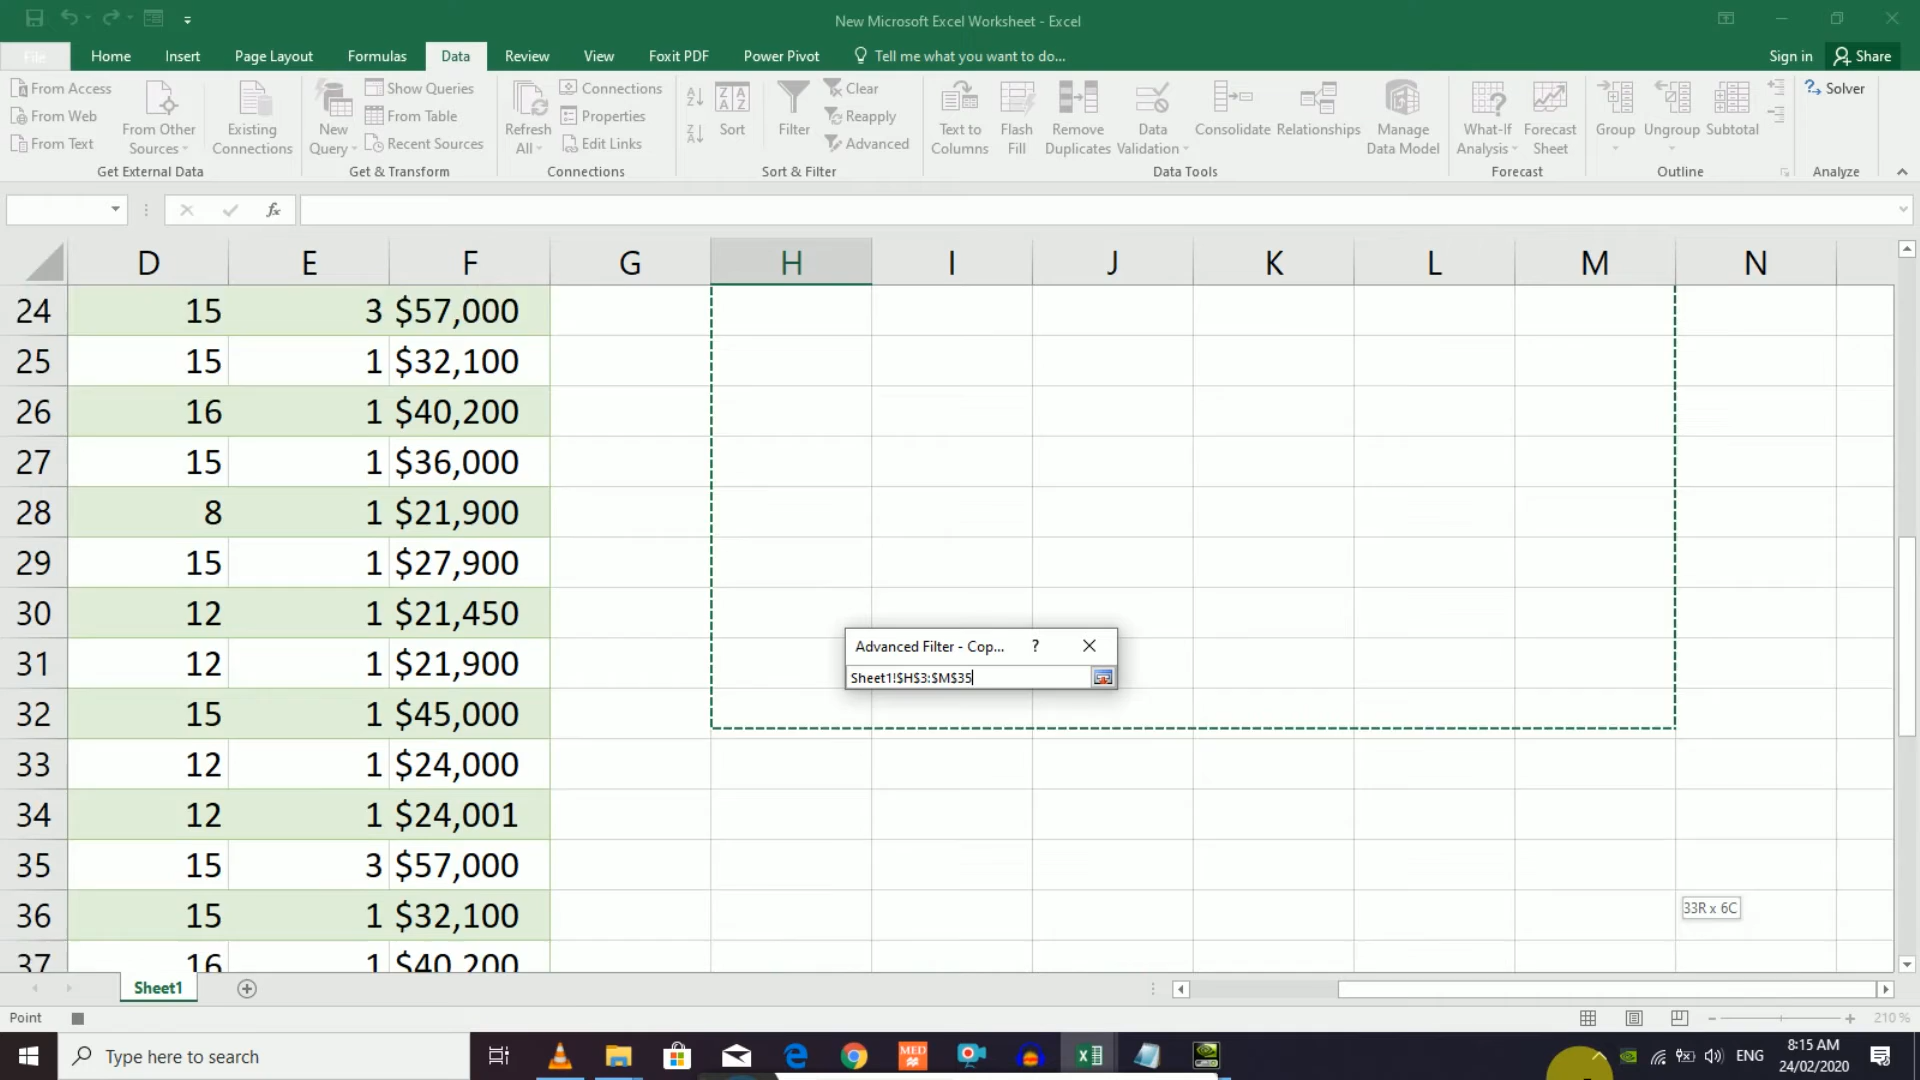 New Microsoft Excel Worksheet - Excel
File Home Insert Page Layout Formulas Data Review View Foxit PDF Power Pivot Tell me what you want to do... Sign in Share
From Access
From Web
From Text
From Other
Sources
Existing
Connections
Get External Data
New
Query
Show Queries
From Table
Recent Sources
Get & Transform
Refresh
All
Connections
Properties
Edit Links
Connections
Sort
Filter
Clear
Reapply
Advanced
Sort & Filter
Text to
Columns
Flash
Fill
Remove
Duplicates
Data
Validation
Consolidate
Relationships
Manage
Data Model
Data Tools
What-If
Analysis
Forecast
Sheet
Forecast
Group
Ungroup
Subtotal
Outline
Solver
Analyze
fx
D E F G H I J K L M N
24 15 3 $57,000
25 15 1 $32,100
26 16 1 $40,200
27 15 1 $36,000
28 8 1 $21,900
29 15 1 $27,900
30 12 1 $21,450
31 12 1 $21,900
32 15 1 $45,000
33 12 1 $24,000
34 12 1 $24,001
35 15 3 $57,000
36 15 1 $32,100
37 16 1 $40,200
Advanced Filter - Cop... ?
Sheet1!$H$3:$M$35
33R x 6C
Sheet1
Point
210 %
Type here to search
MED
ENG
8:15 AM
24/02/2020